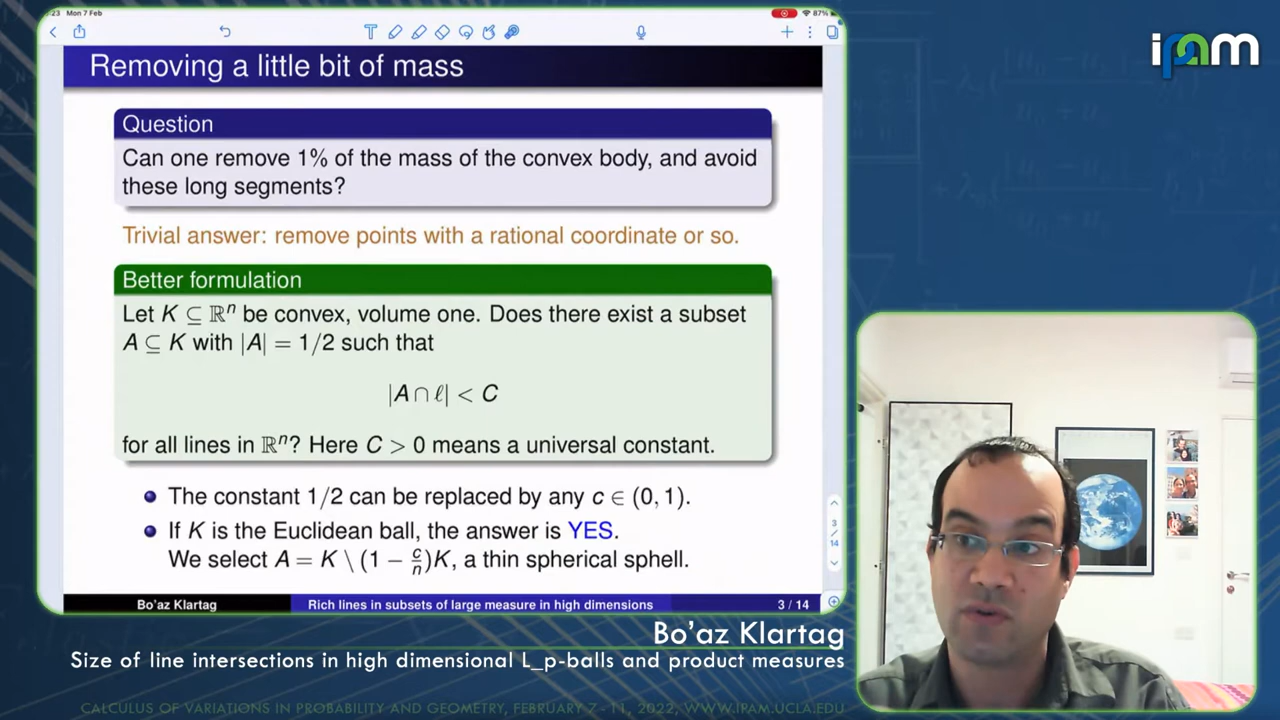 :23 Mon 7 Feb
87%
Removing a little bit of mass
Question
Can one remove 1% of the mass of the convex body, and avoid
these long segments?
Trivial answer: remove points with a rational coordinate or so.
Better formulation
Let K ⊆ ℝⁿ be convex, volume one. Does there exist a subset
A ⊆ K with |A| = 1/2 such that
|A ∩ ℓ| < C
for all lines in ℝⁿ? Here C > 0 means a universal constant.
The constant 1/2 can be replaced by any c ∈ (0, 1).
If K is the Euclidean ball, the answer is YES.
We select A = K \ (1 − c/n)K, a thin spherical sphell.
3
/
14
Bo'az Klartag
Rich lines in subsets of large measure in high dimensions
3 / 14
ipam
Bo'az Klartag
Size of line intersections in high dimensional L_p-balls and product measures
CALCULUS OF VARIATIONS IN PROBABILITY AND GEOMETRY, FEBRUARY 7 - 11, 2022, WWW.IPAM.UCLA.EDU